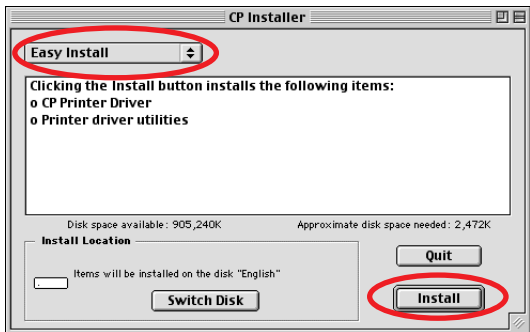 CP Installer
Easy Install
Clicking the Install button installs the following items:
o CP Printer Driver
o Printer driver utilities
Disk space available: 905,240K Approximate disk space needed: 2,472K
Install Location
Items will be installed on the disk "English"
Switch Disk
Quit
Install